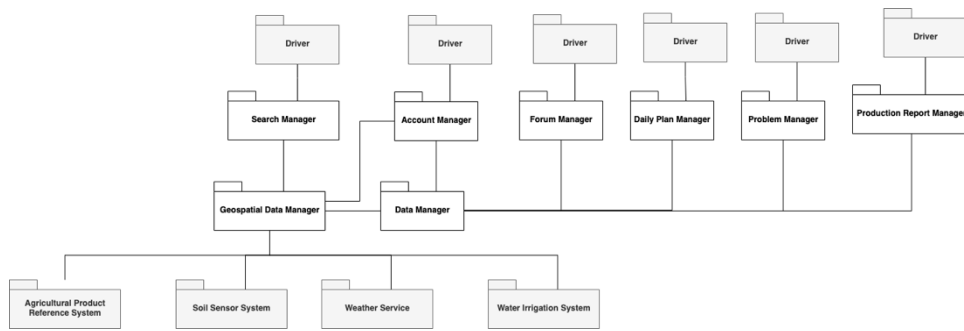 Driver
Driver
Driver
Driver
Driver
Driver
Search Manager
Account Manager
Forum Manager
Daily Plan Manager
Problem Manager
Production Report Manager
Geospatial Data Manager
Data Manager
Agricultural Product
Reference System
Soil Sensor System
Weather Service
Water Irrigation System